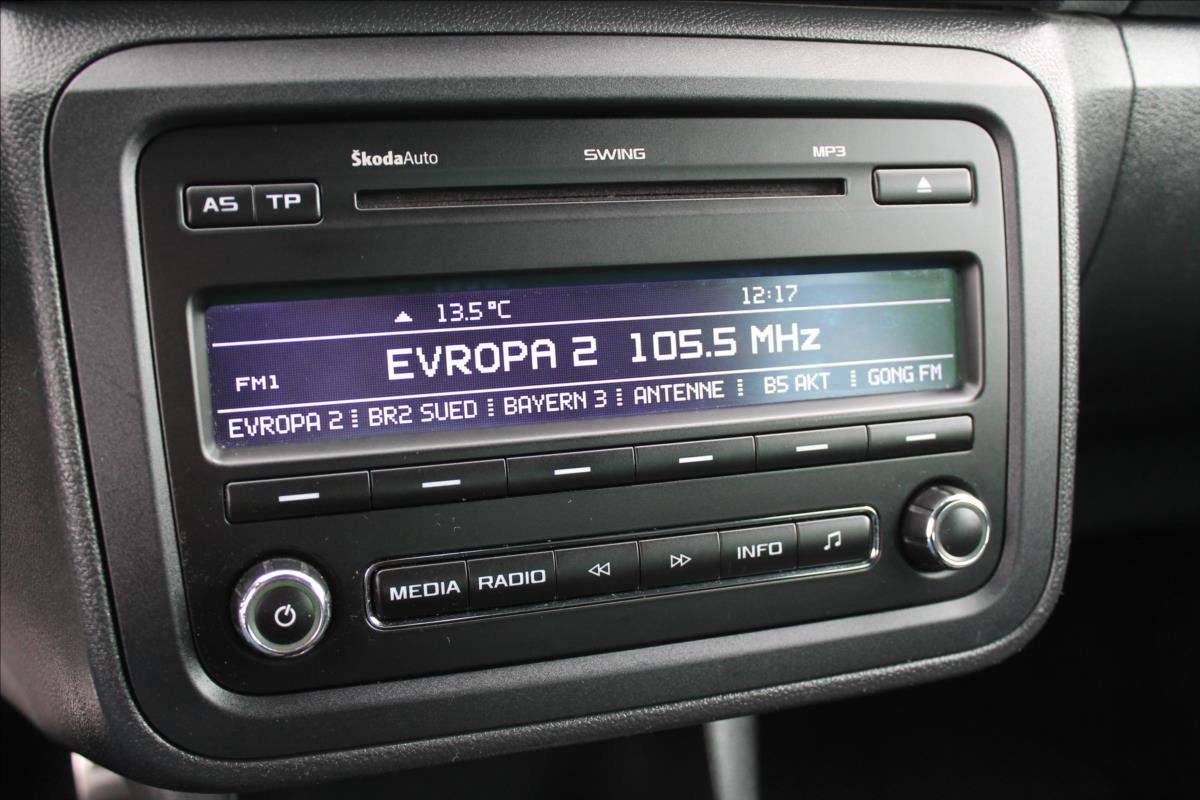 ŠkodaAuto SWING MP3
AS TP
13.5°C 12:17
EVROPA 2 105.5 MHz
FM1
EVROPA 2 BR2 SUED BAYERN 3 ANTENNE B5 AKT GONG FM
MEDIA RADIO INFO